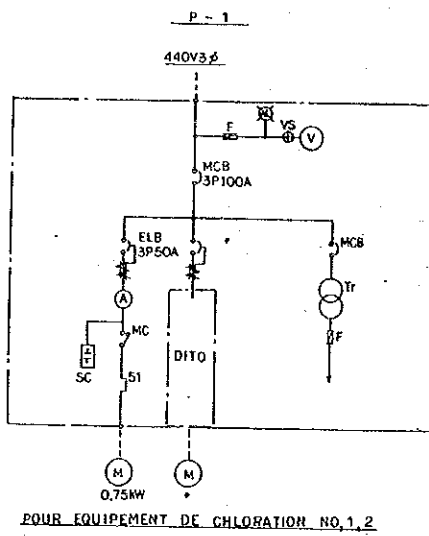 P - 1
440V3ø
F
VS
V
MCB
3P100A
ELB
3P50A
MCB
A
Tr
MC
F
SC
51
DITO
M
M
0,75KW
POUR EQUIPEMENT DE CHLORATION NO,1,2